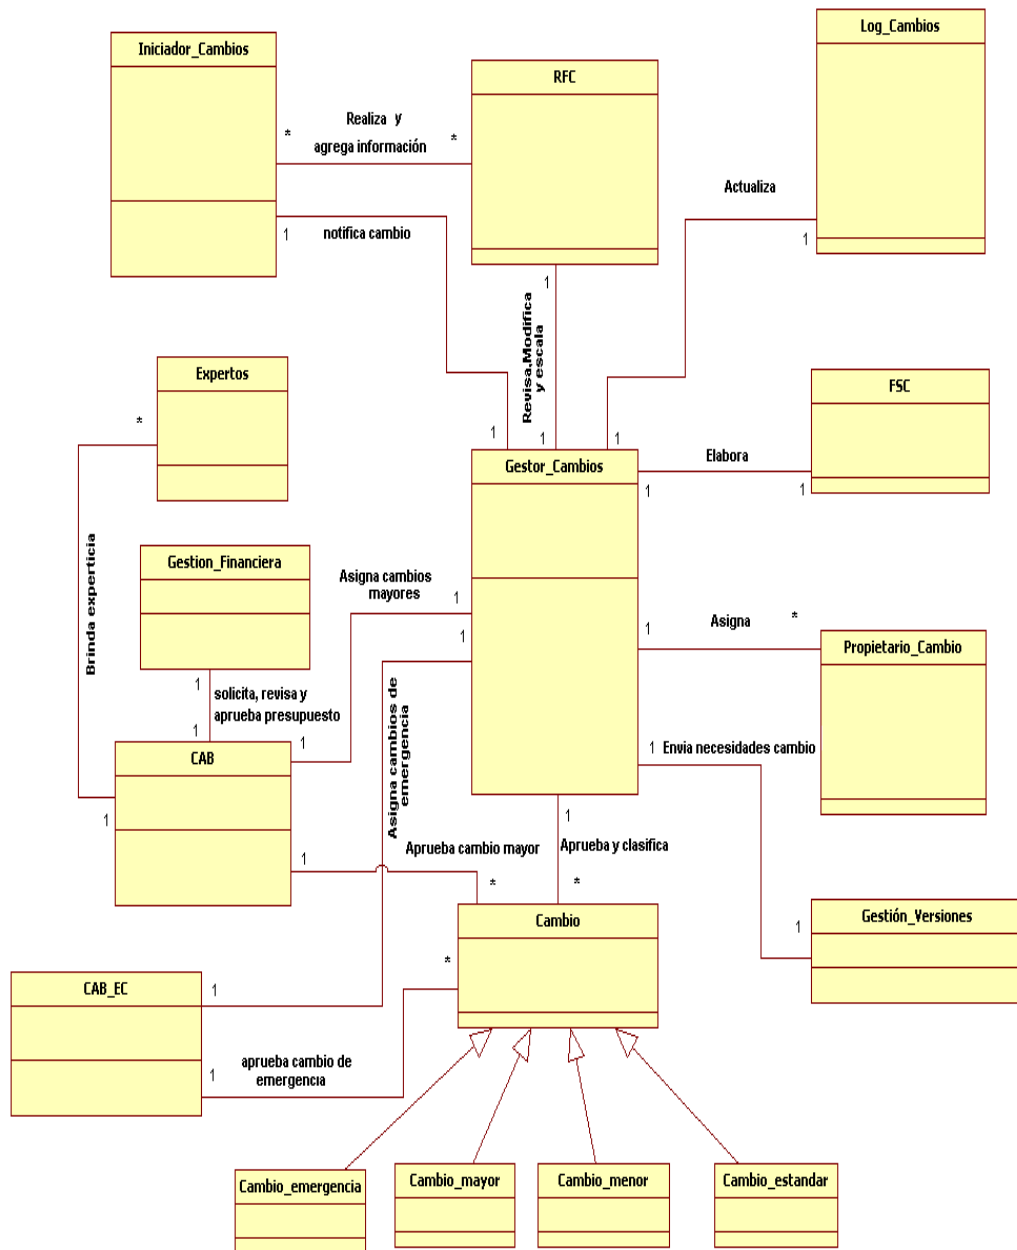 Iniciador_Cambios
RFC
Log_Cambios
*
Realiza y
agrega información
*
1
notifica cambio
Actualiza
1
1
Revisa.Modifica
y escala
Expertos
*
FSC
1
1
1
Gestor_Cambios
Elabora
1
1
Brinda experticia
Gestion_Financiera
Asigna cambios
mayores
1
1
1
Asigna
*
Propietario_Cambio
1
solicita, revisa y
aprueba presupuesto
1
1
Asigna cambios de
emergencia
CAB
1
1 Envia necesidades cambio
1
Aprueba cambio mayor
1
Aprueba y clasifica
*
*
Cambio
Gestión_Versiones
1
CAB_EC
1
*
aprueba cambio de
emergencia
1
Cambio_emergencia
Cambio_mayor
Cambio_menor
Cambio_estandar